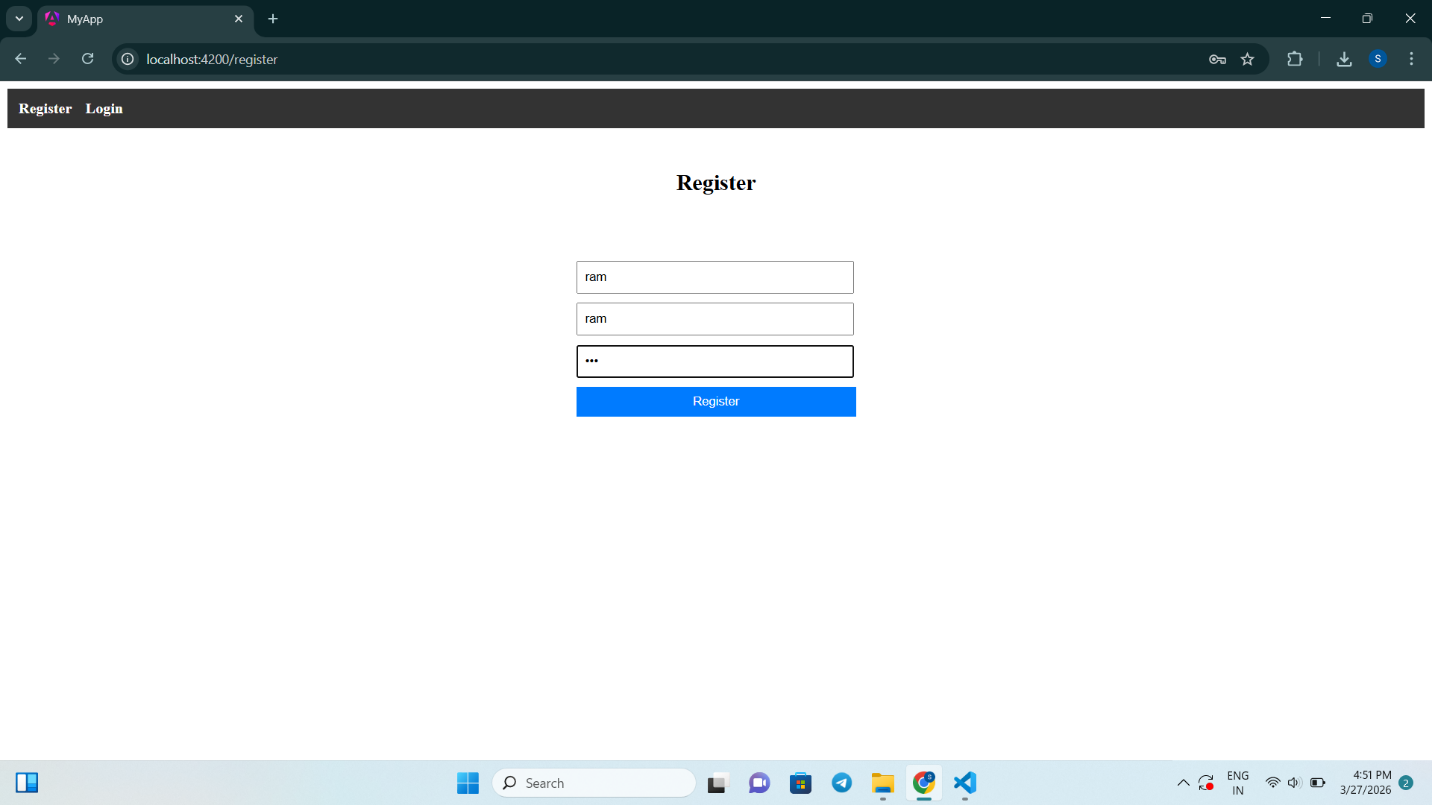 MyApp
localhost:4200/register
S
Register Login
Register
ram
ram
•••
Register
Search
S
ENG
IN
4:51 PM
3/27/2026
2